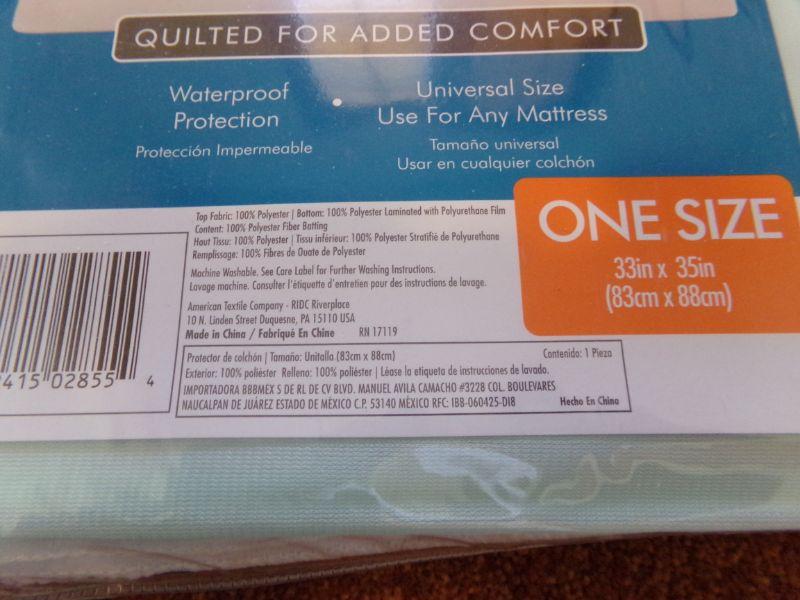 QUILTED FOR ADDED COMFORT
Waterproof
Protection
Protección Impermeable
•
Universal Size
Use For Any Mattress
Tamaño universal
Usar en cualquier colchón
Top Fabric: 100% Polyester | Bottom: 100% Polyester Laminated with Polyurethane Film
Content: 100% Polyester Fiber Batting
Haut Tissu: 100% Polyester | Tissu inférieur: 100% Polyester Stratifié de Polyurethane
Remplissage: 100% Fibres de Ouate de Polyester
Machine Washable. See Care Label for Further Washing Instructions.
Lavage machine. Consulter l'étiquette d'entretien pour des instructions de lavage.
American Textile Company - RIDC Riverplace
10 N. Linden Street Duquesne, PA 15110 USA
Made in China / Fabriqué En Chine RN 17119
ONE SIZE
33in x 35in
(83cm x 88cm)
415 02855 4
Protector de colchón | Tamaño: Unitalla (83cm x 88cm) Contenido: 1 Pieza
Exterior: 100% poliéster Relleno: 100% poliéster | Léase la etiqueta de instrucciones de lavado.
IMPORTADORA BBBMEX S DE RL DE CV BLVD. MANUEL AVILA CAMACHO #3228 COL. BOULEVARES
NAUCALPAN DE JUÁREZ ESTADO DE MÉXICO C.P. 53140 MÉXICO RFC: IBB-060425-DI8 Hecho En China